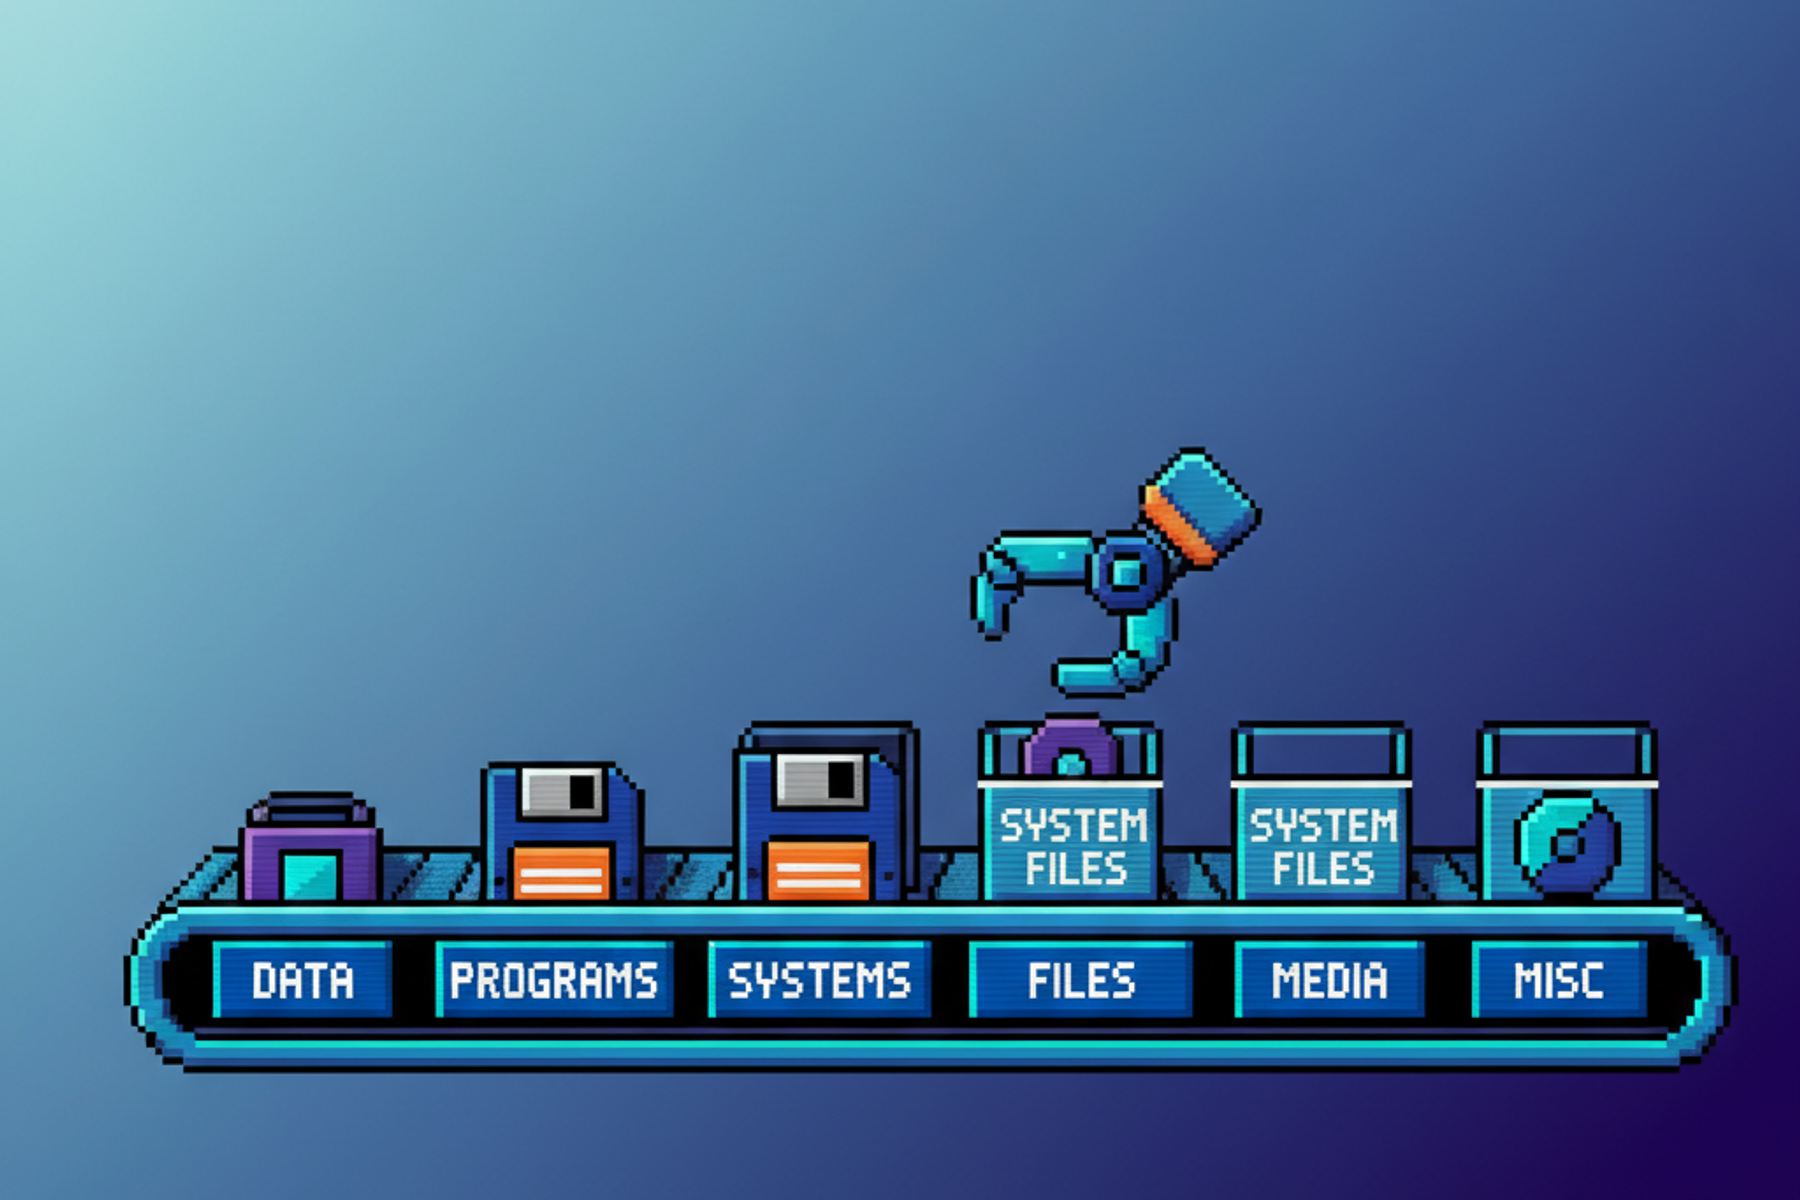 SYSTEM
FILES
SYSTEM
FILES
DATA
PROGRAMS
SYSTEMS
FILES
MEDIA
MISC